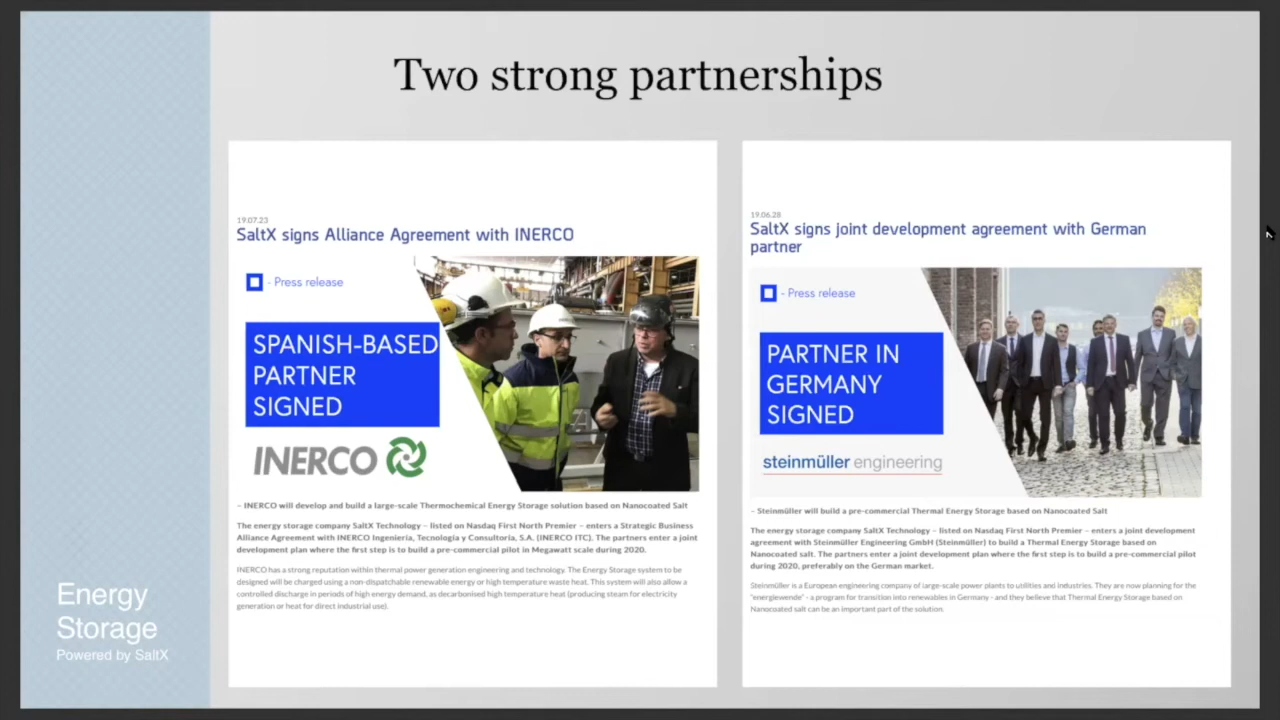 Two strong partnerships
19.07.23
SaltX signs Alliance Agreement with INERCO
- Press release
SPANISH-BASED
PARTNER
SIGNED
INERCO
– INERCO will develop and build a large-scale Thermochemical Energy Storage solution based on Nanocoated Salt
The energy storage company SaltX Technology – listed on Nasdaq First North Premier – enters a Strategic Business
Alliance Agreement with INERCO Ingeniería, Tecnología y Consultoría, S.A. (INERCO ITC). The partners enter a joint
development plan where the first step is to build a pre-commercial pilot in Megawatt scale during 2020.
INERCO has a strong reputation within thermal power generation engineering and technology. The Energy Storage system to be
designed will be charged using a non-dispatchable renewable energy or high temperature waste heat. This system will also allow a
controlled discharge in periods of high energy demand, as decarbonised high temperature heat (producing steam for electricity
generation or heat for direct industrial use).
19.06.28
SaltX signs joint development agreement with German
partner
- Press release
PARTNER IN
GERMANY
SIGNED
steinmüller engineering
– Steinmüller will build a pre-commercial Thermal Energy Storage based on Nanocoated Salt
The energy storage company SaltX Technology – listed on Nasdaq First North Premier – enters a joint development
agreement with Steinmüller Engineering GmbH (Steinmüller) to build a Thermal Energy Storage based on
Nanocoated salt. The partners enter a joint development plan where the first step is to build a pre-commercial pilot
during 2020, preferably on the German market.
Steinmüller is a European engineering company of large-scale power plants to utilities and industries. They are now planning for the
"energiewende" - a program for transition into renewables in Germany - and they believe that Thermal Energy Storage based on
Nanocoated salt can be an important part of the solution.
Energy
Storage
Powered by SaltX